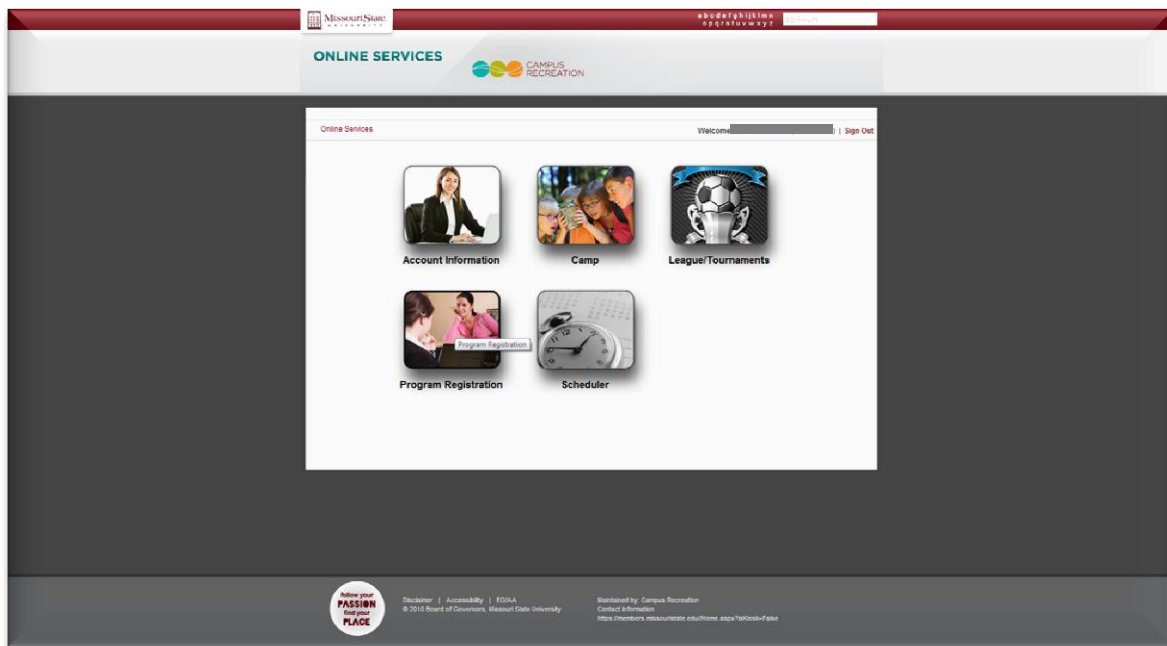 Missouri State
UNIVERSITY
a b c d e f g h i j k l m n
o p q r s t u v w x y z
ONLINE SERVICES
CAMPUS
RECREATION
Online Services
Welcome ) | Sign Out
Account Information
Camp
League/Tournaments
Program Registration
Program Registration
Scheduler
follow your
PASSION
find your
PLACE
Disclaimer | Accessibility | EO/AA
© 2010 Board of Governors, Missouri State University
Maintained by: Campus Recreation
Contact Information
https://members.missouristate.edu/Home.aspx?isKiosk=False